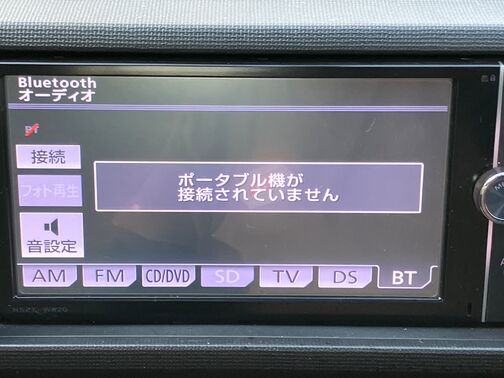 Bluetooth
オーディオ
BT
接続
フォト再生
音設定
ポータブル機が
接続されていません
AM
FM
CD/DVD
SD
TV
DS
BT